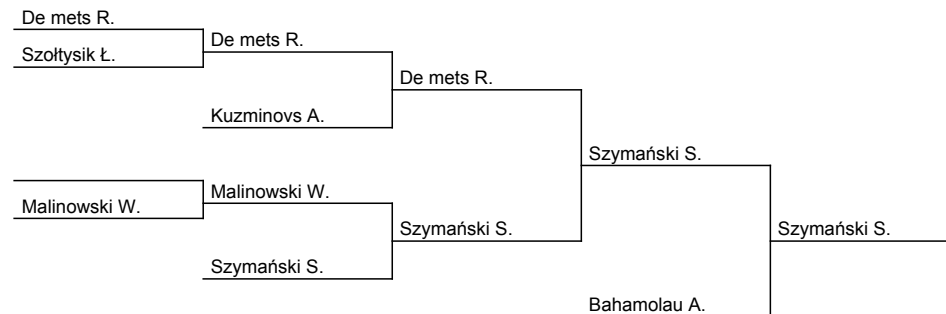 De mets R.
Szołtysik Ł.
De mets R.
De mets R.
Kuzminovs A.
Szymański S.
Malinowski W.
Malinowski W.
Szymański S.
Szymański S.
Szymański S.
Bahamolau A.